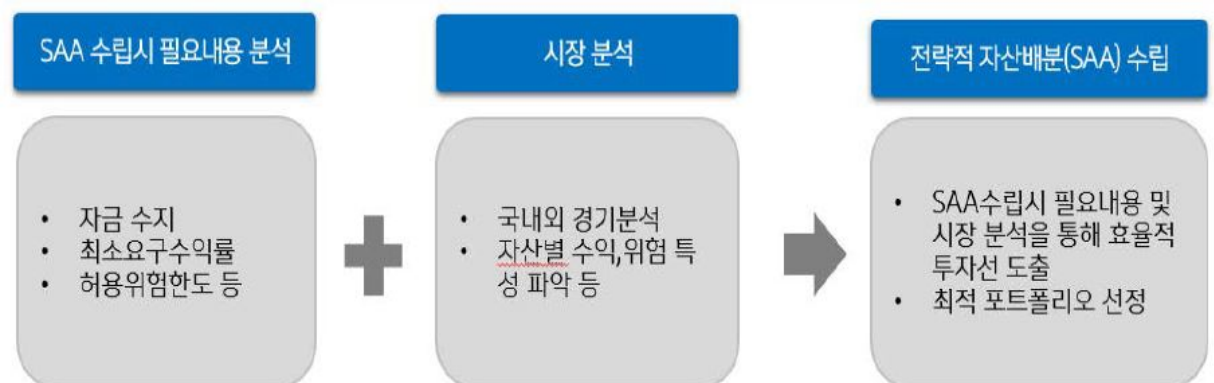 SAA 수립시 필요내용 분석
• 자금 수지
• 최소요구수익률
• 허용위험한도 등
시장 분석
• 국내외 경기분석
• 자산별 수익,위험 특
성 파악 등
전략적 자산배분(SAA) 수립
• SAA수립시 필요내용 및
시장 분석을 통해 효율적
투자선 도출
• 최적 포트폴리오 선정